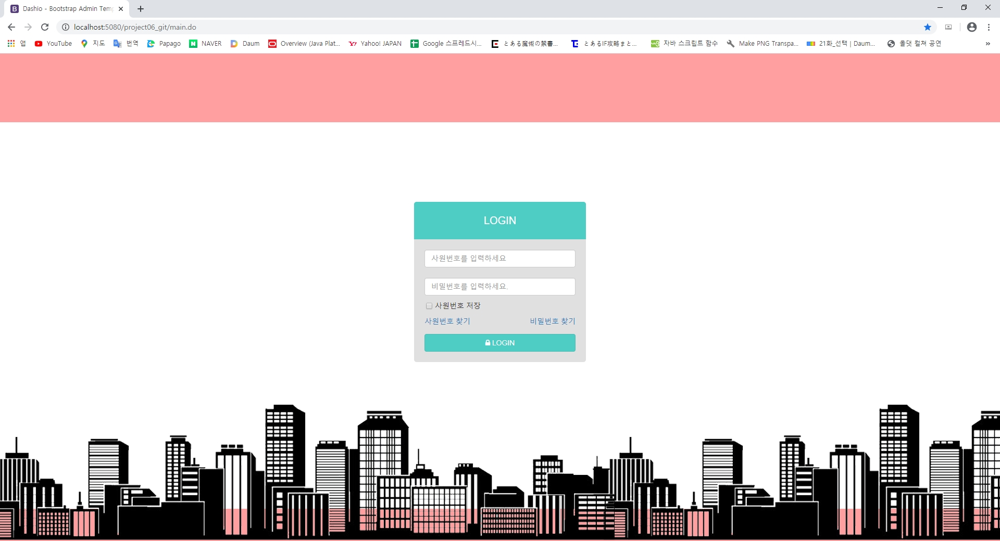 Dashio - Bootstrap Admin Temp
localhost:5080/project06_git/main.do
앱 YouTube 지도 번역 Papago NAVER Daum Overview (Java Plat... Yahoo! JAPAN Google 스프레드시... とある魔術の禁書... とあるIF攻略まと... 자바 스크립트 함수 Make PNG Transpa... 21화_선택 | Daum... 올댓 컬쳐 공연 »
LOGIN
사원번호를 입력하세요
비밀번호를 입력하세요.
사원번호 저장
사원번호 찾기 비밀번호 찾기
LOGIN